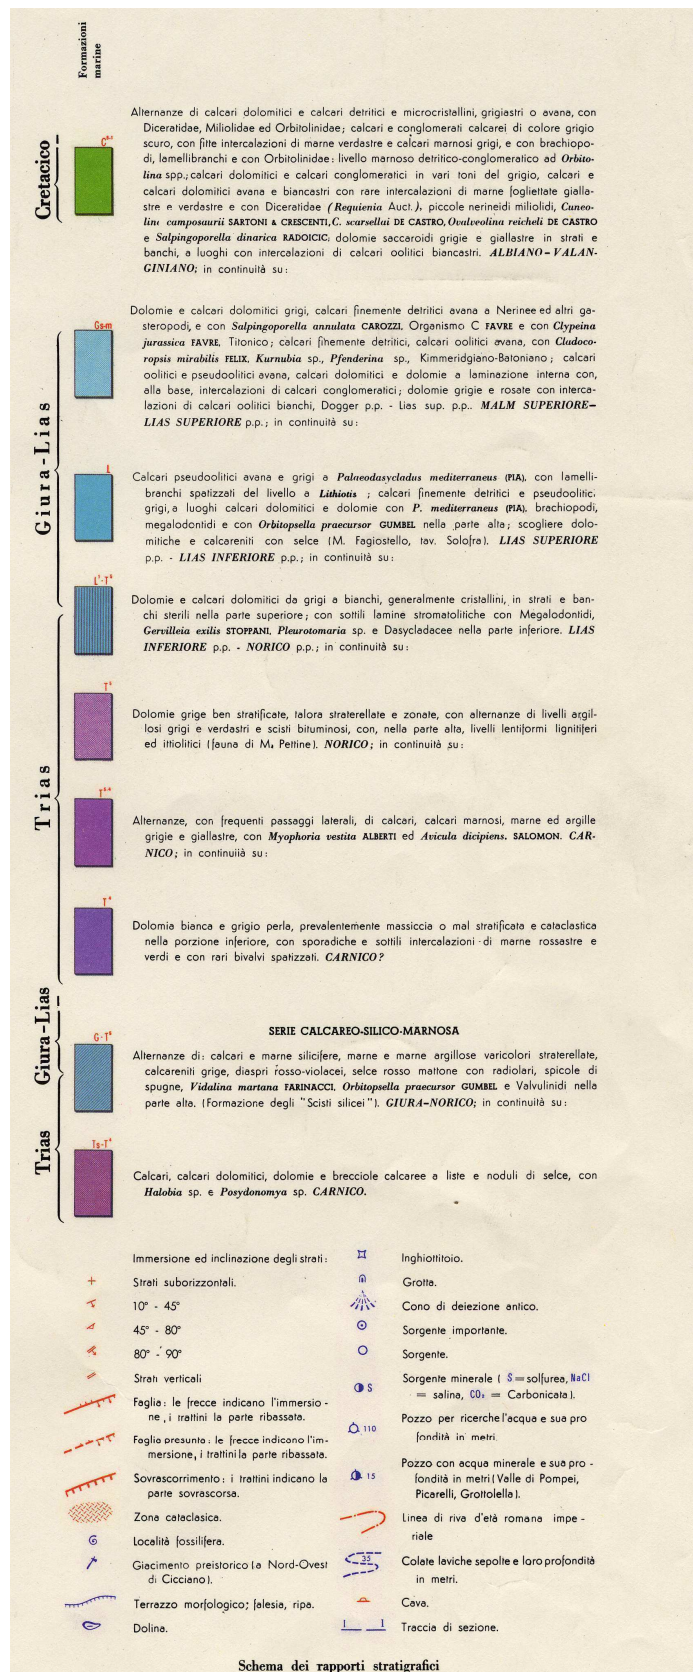 Formazioni
marine
Cretacico
Alternanze di calcari dolomitici e calcari detritici e microcristallini, grigiastri o avana, con
Diceratidae, Miliolidae ed Orbitolinidae; calcari e conglomerati calcarei di colore grigio
scuro, con fitte intercalazioni di marne verdastre e calcari marnosi grigi, e con brachiopo-
di, lamellibranchi e con Orbitolinidae: livello marnoso detritico-conglomeratico ad Orbito-
lina spp.; calcari dolomitici e calcari conglomeratici in vari toni del grigio, calcari e
calcari dolomitici avana e biancastri con rare intercalazioni di marne fogliettate gialla-
stre e verdastre e con Diceratidae (Requienia Auct.), piccole nerineidi miliolidi, Cuneo-
line camposaurii SARTONI & CRESCENTI, C. scarsellai DE CASTRO, Ovalveolina reicheli DE CASTRO
e Salpingoporella dinarica RADOICIC; dolomie saccaroidi grigie e giallastre in strati e
banchi, a luoghi con intercalazioni di calcari oolitici biancastri. ALBIANO-VALAN-
GINIANO; in continuità su:
Giura-Lias
Gs-m
Dolomie e calcari dolomitici grigi, calcari finemente detritici avana a Nerinee ed altri ga-
steropodi, e con Salpingoporella annulata CAROZZI, Organismo C FAVRE e con Clypeina
jurassica FAVRE, Titonico; calcari finemente detritici, calcari oolitici avana, con Cladoco-
ropsis mirabilis FELIX, Kurnubia sp., Pfenderina sp., Kimmeridgiano-Batoniano; calcari
oolitici e pseudoolitici avana, calcari dolomitici e dolomie a laminazione interna con,
alla base, intercalazioni di calcari conglomeratici; dolomie grigie e rosate con interca-
lazioni di calcari oolitici bianchi, Dogger p.p. - Lias sup. p.p.. MALM SUPERIORE-
LIAS SUPERIORE p.p.; in continuità su:
L
Calcari pseudoolitici avana e grigi a Palaeodasycladus mediterraneus (PIA), con lamelli-
branchi spatizzati del livello a Lithiotis ; calcari finemente detritici e pseudoolitici
grigi, a luoghi calcari dolomitici e dolomie con P. mediterraneus (PIA), brachiopodi,
megalodontidi e con Orbitopsella praecursor GUMBEL nella parte alta; scogliere dolo-
mitiche e calcareniti con selce (M. Fagiostello, tav. Solofra). LIAS SUPERIORE
p.p. - LIAS INFERIORE p.p.; in continuità su:
Trias
Dolomie e calcari dolomitici da grigi a bianchi, generalmente cristallini, in strati e ban-
chi sterili nella parte superiore; con sottili lamine stromatolitiche con Megalodontidi,
Gervilleia exilis STOPPANI, Pleurotomaria sp. e Dasycladacee nella parte inferiore. LIAS
INFERIORE p.p. - NORICO p.p.; in continuità su:
Dolomie grige ben stratificate, talora straterellate e zonate, con alternanze di livelli argil-
losi grigi e verdastri e scisti bituminosi, con, nella parte alta, livelli lentiformi lignitiferi
ed ittiolitici (fauna di M. Pettine). NORICO; in continuità su:
Alternanze, con frequenti passaggi laterali, di calcari, calcari marnosi, marne ed argille
grigie e giallastre, con Myophoria vestita ALBERTI ed Avicula dicipiens. SALOMON. CAR-
NICO; in continuiià su:
Dolomia bianca e grigio perla, prevalentemente massiccia o mal stratificata e cataclastica
nella porzione inferiore, con sporadiche e sottili intercalazioni di marne rossastre e
verdi e con rari bivalvi spatizzati. CARNICO?
Giura-Lias
SERIE CALCAREO-SILICO-MARNOSA
Alternanze di: calcari e marne silicifere, marne e marne argillose varicolori straterellate,
calcareniti grige, diaspri rosso-violacei, selce rosso mattone con radiolari, spicole di
spugne, Vidalina martana FARINACCI, Orbitopsella praecursor GUMBEL e Valvulinidi nella
parte alta. (Formazione degli "Scisti silicei"). GIURA-NORICO; in continuità su:
Trias
Calcari, calcari dolomitici, dolomie e brecciole calcaree a liste e noduli di selce, con
Halobia sp. e Posydonomya sp. CARNICO.
Immersione ed inclinazione degli strati:
Strati suborizzontali.
10° - 45°
45° - 80°
80° - 90°
Strati verticali
Faglia: le frecce indicano l'immersio-
ne, i trattini la parte ribassata.
Faglia presunta: le frecce indicano l'im-
mersione, i trattini la parte ribassata.
Sovrascorrimento: i trattini indicano la
parte sovrascorsa.
Zona cataclasica.
Località fossilifera.
Giacimento preistorico (a Nord-Ovest
di Cicciano).
Terrazzo morfologico; falesia, ripa.
Dolina.
Inghiottitoio.
Grotta.
Cono di deiezione antico.
Sorgente importante.
Sorgente.
S
Sorgente minerale ( S = solfurea, NaCl
= salina, CO₂ = Carbonicata).
110
Pozzo per ricerche l'acqua e sua pro
fondità in metri.
15
Pozzo con acqua minerale e sua pro-
fondità in metri (Valle di Pompei,
Picarelli, Grottolella).
Linea di riva d'età romana impe-
riale
35
Colate laviche sepolte e loro profondità
in metri.
Cava.
I I
Traccia di sezione.
Schema dei rapporti stratigrafici